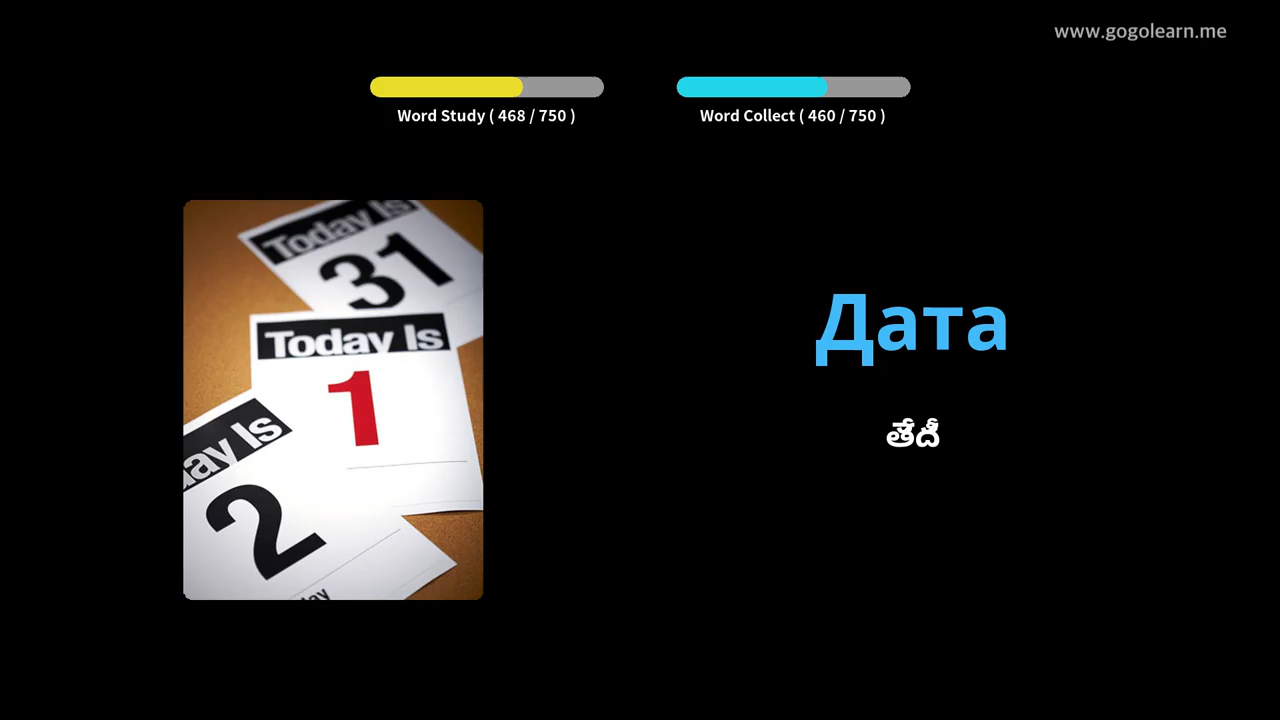 www.gogolearn.me
Word Study ( 468 / 750 )
Word Collect ( 460 / 750 )
Today Is
31
Today Is
1
ay Is
2
Дата
తేదీ